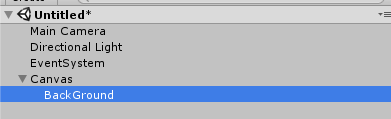 Untitled*
Main Camera
Directional Light
EventSystem
Canvas
BackGround